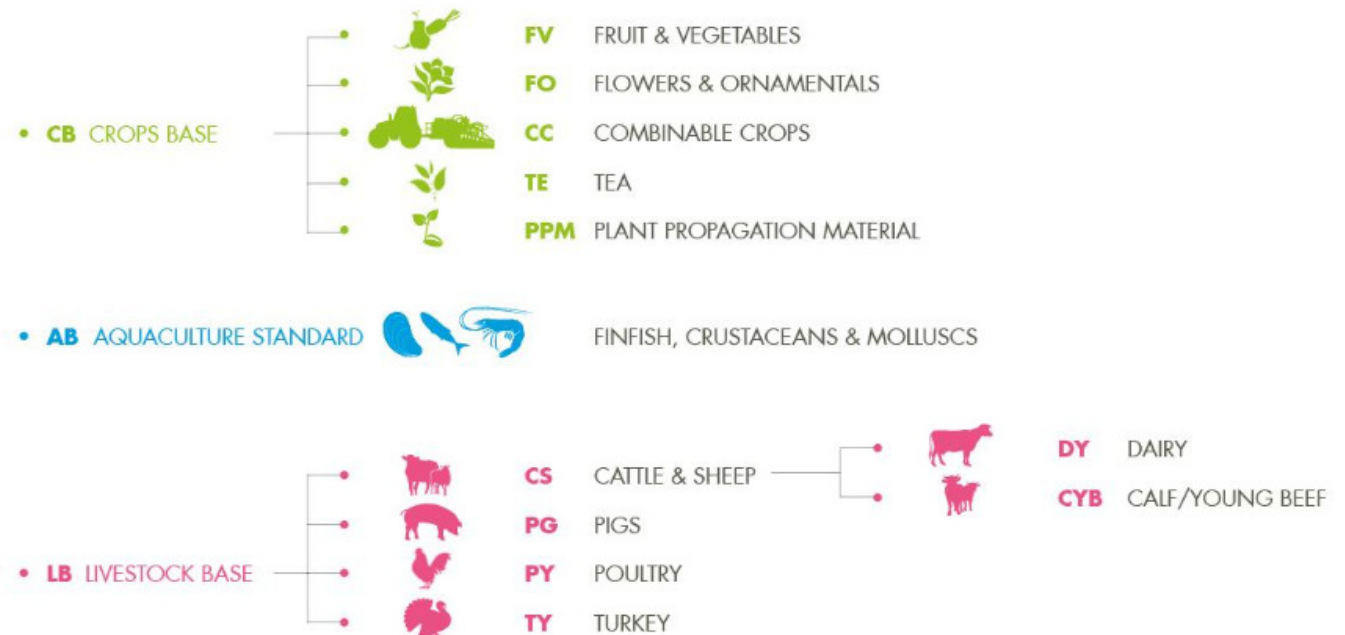 FV FRUIT & VEGETABLES
FO FLOWERS & ORNAMENTALS
• CB CROPS BASE
CC COMBINABLE CROPS
TE TEA
PPM PLANT PROPAGATION MATERIAL
• AB AQUACULTURE STANDARD
FINFISH, CRUSTACEANS & MOLLUSCS
• LB LIVESTOCK BASE
CS CATTLE & SHEEP
DY DAIRY
CYB CALF/YOUNG BEEF
PG PIGS
PY POULTRY
TY TURKEY